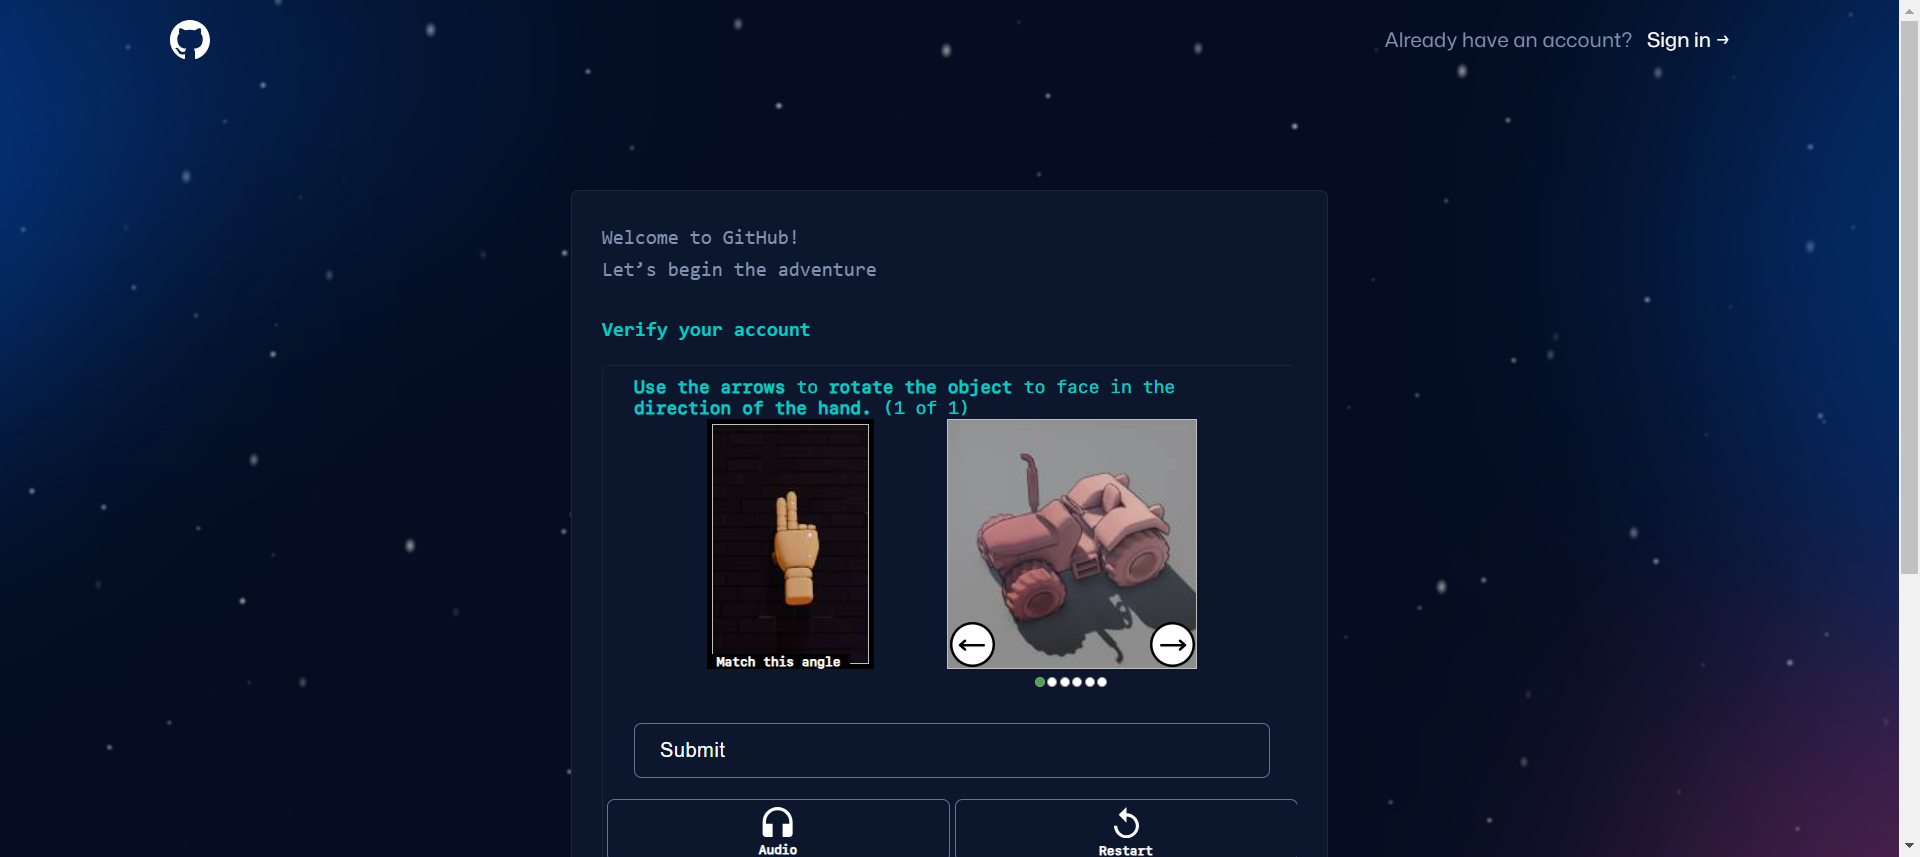 Already have an account? Sign in →
Welcome to GitHub!
Let’s begin the adventure
Verify your account
Use the arrows to rotate the object to face in the
direction of the hand. (1 of 1)
Match this angle
Submit
Audio
Restart